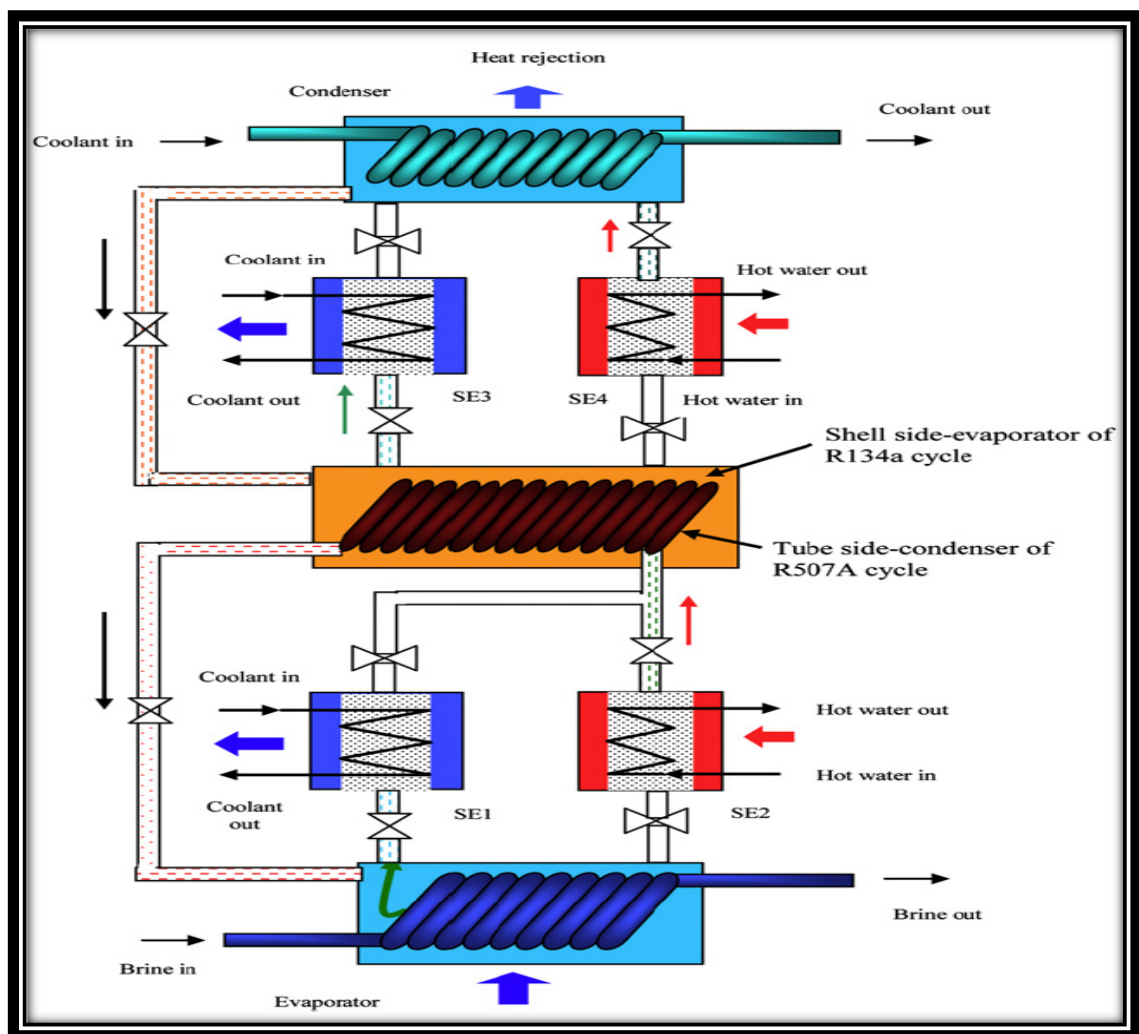 Heat rejection
Condenser
Coolant out
Coolant in
Coolant in
Hot water out
Coolant out
SE3
SE4
Hot water in
Shell side-evaporator of
R134a cycle
Tube side-condenser of
R507A cycle
Coolant in
Hot water out
Hot water in
Coolant
out
SE1
SE2
Brine out
Brine in
Evaporator